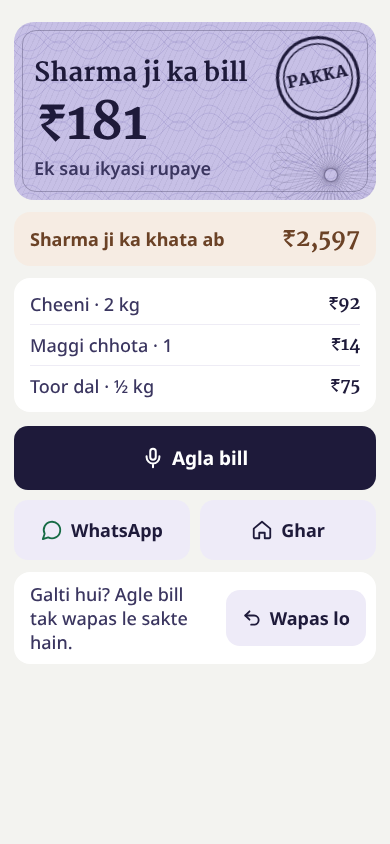 Sharma ji ka bill
PAKKA
₹181
Ek sau ikyasi rupaye
Sharma ji ka khata ab ₹2,597
Cheeni · 2 kg ₹92
Maggi chhota · 1 ₹14
Toor dal · ½ kg ₹75
Agla bill
WhatsApp
Ghar
Galti hui? Agle bill
tak wapas le sakte
hain.
Wapas lo